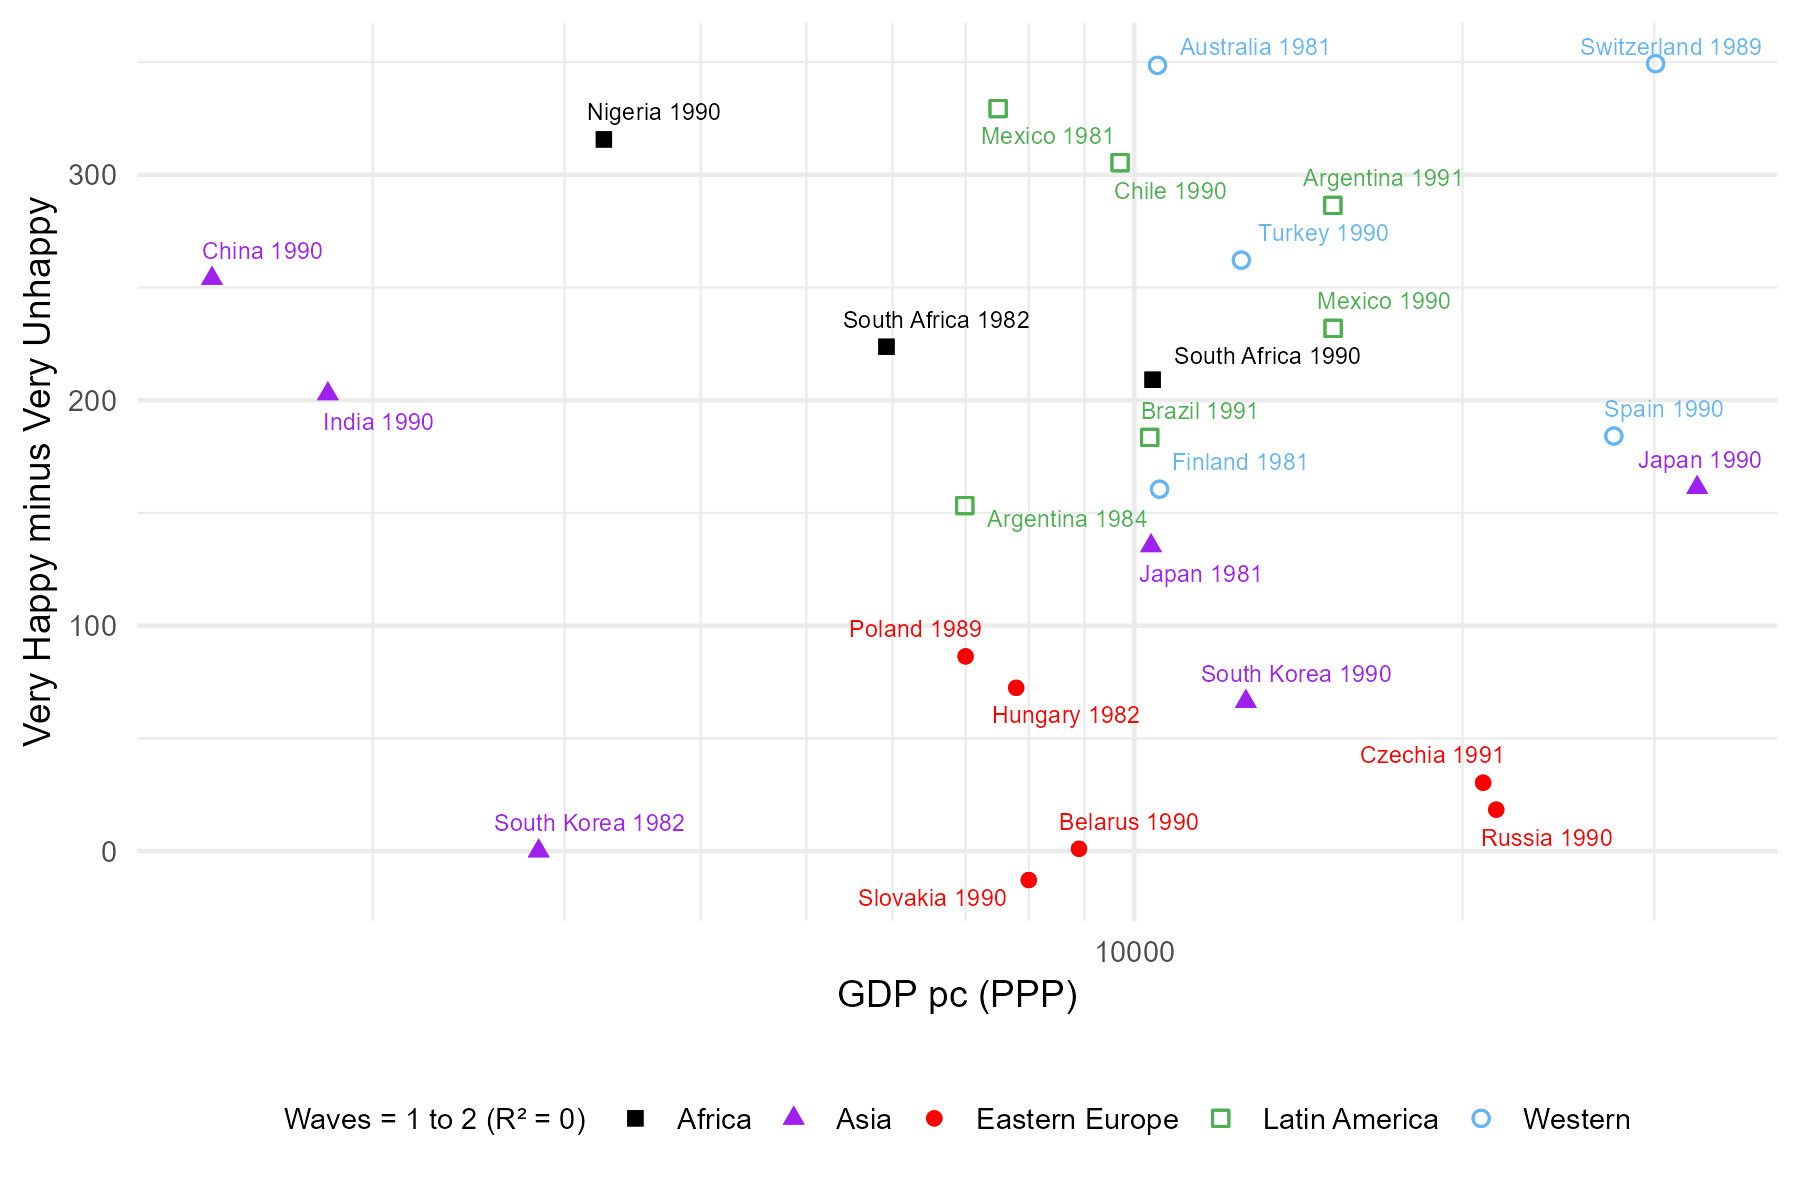 Australia 1981
Switzerland 1989
Nigeria 1990
Mexico 1981
300
Chile 1990
Argentina 1991
Turkey 1990
China 1990
Mexico 1990
South Africa 1982
South Africa 1990
200
India 1990
Brazil 1991
Spain 1990
Finland 1981
Japan 1990
Argentina 1984
Japan 1981
100
Poland 1989
South Korea 1990
Hungary 1982
Czechia 1991
South Korea 1982
Belarus 1990
Russia 1990
0
Slovakia 1990
Very Happy minus Very Unhappy
10000
GDP pc (PPP)
Waves = 1 to 2 (R² = 0) Africa Asia Eastern Europe Latin America Western